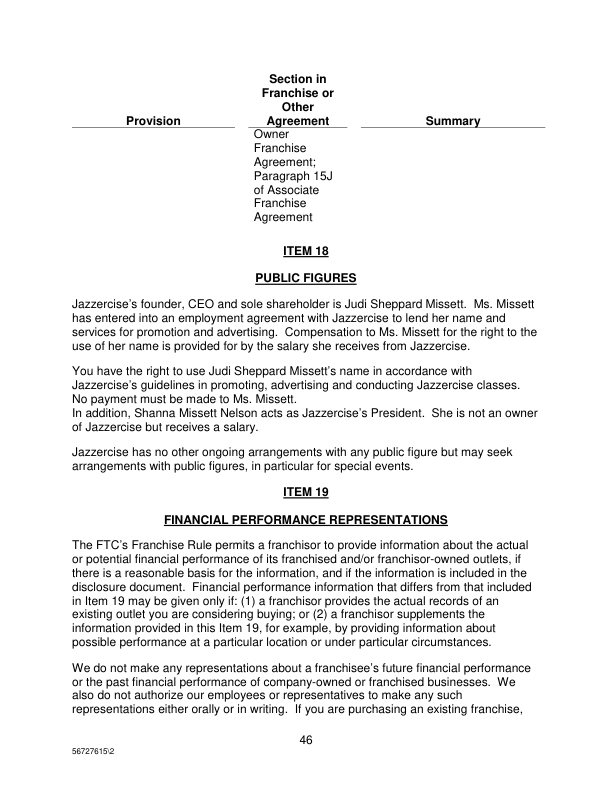 Section in
Franchise or
Other
Provision Agreement Summary
Owner
Franchise
Agreement;
Paragraph 15J
of Associate
Franchise
Agreement
ITEM 18
PUBLIC FIGURES
Jazzercise’s founder, CEO and sole shareholder is Judi Sheppard Missett.  Ms. Missett
has entered into an employment agreement with Jazzercise to lend her name and
services for promotion and advertising.  Compensation to Ms. Missett for the right to the
use of her name is provided for by the salary she receives from Jazzercise.
You have the right to use Judi Sheppard Missett’s name in accordance with
Jazzercise’s guidelines in promoting, advertising and conducting Jazzercise classes.
No payment must be made to Ms. Missett.
In addition, Shanna Missett Nelson acts as Jazzercise’s President.  She is not an owner
of Jazzercise but receives a salary.
Jazzercise has no other ongoing arrangements with any public figure but may seek
arrangements with public figures, in particular for special events.
ITEM 19
FINANCIAL PERFORMANCE REPRESENTATIONS
The FTC’s Franchise Rule permits a franchisor to provide information about the actual
or potential financial performance of its franchised and/or franchisor-owned outlets, if
there is a reasonable basis for the information, and if the information is included in the
disclosure document.  Financial performance information that differs from that included
in Item 19 may be given only if: (1) a franchisor provides the actual records of an
existing outlet you are considering buying; or (2) a franchisor supplements the
information provided in this Item 19, for example, by providing information about
possible performance at a particular location or under particular circumstances.
We do not make any representations about a franchisee’s future financial performance
or the past financial performance of company-owned or franchised businesses.  We
also do not authorize our employees or representatives to make any such
representations either orally or in writing.  If you are purchasing an existing franchise,
46
56727615\2